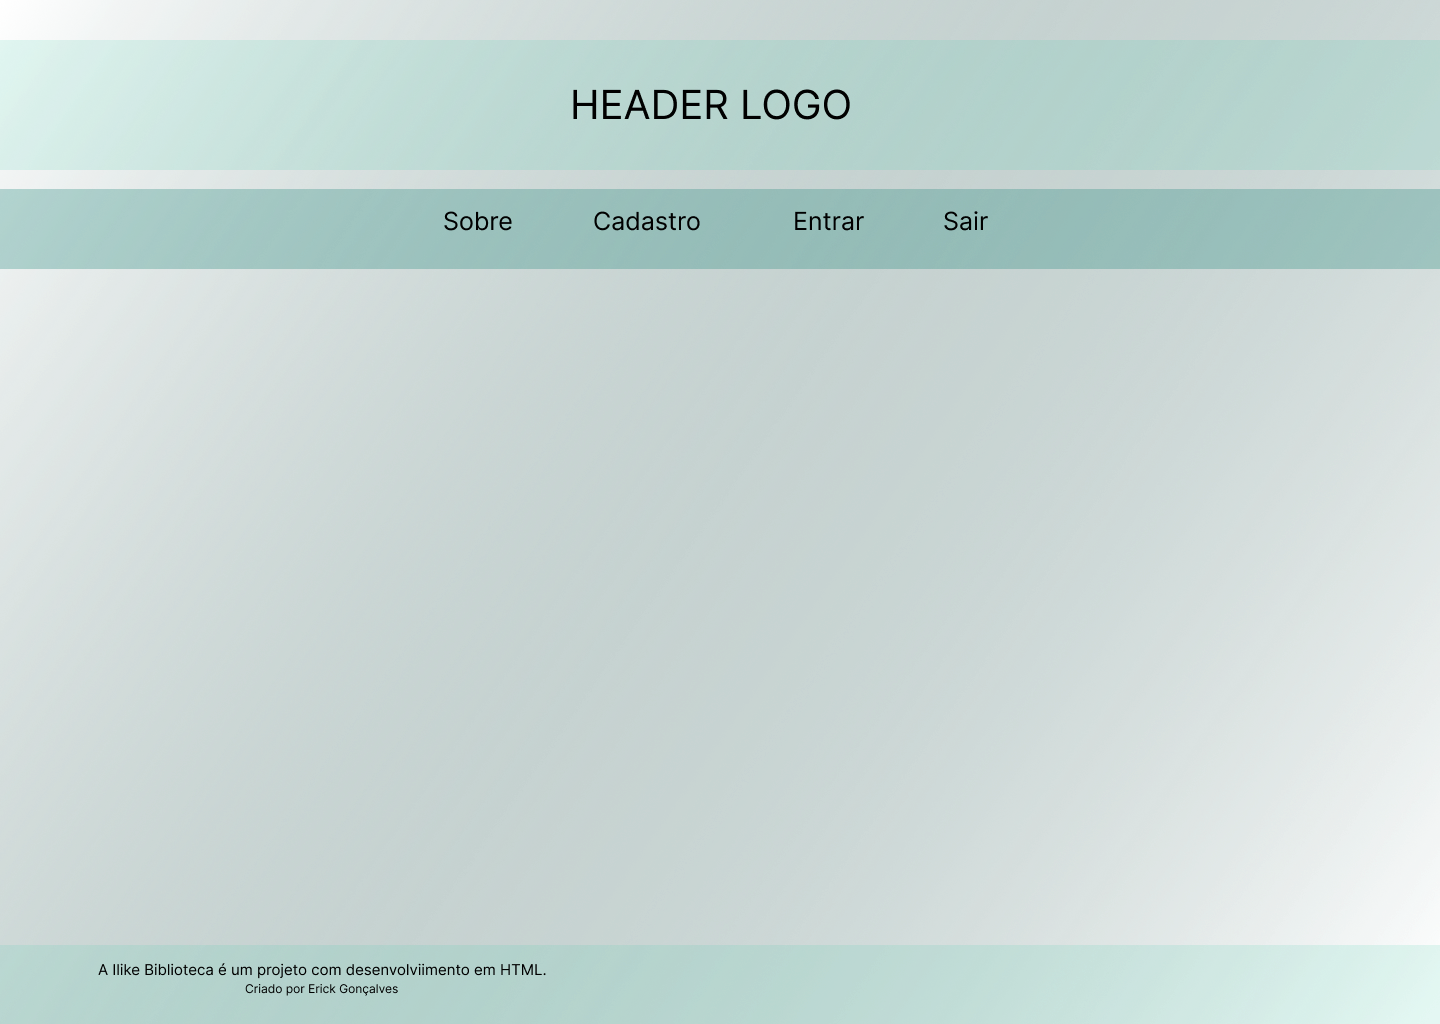 HEADER LOGO
Sobre Cadastro Entrar Sair
A Ilike Biblioteca é um projeto com desenvolviimento em HTML.
Criado por Erick Gonçalves